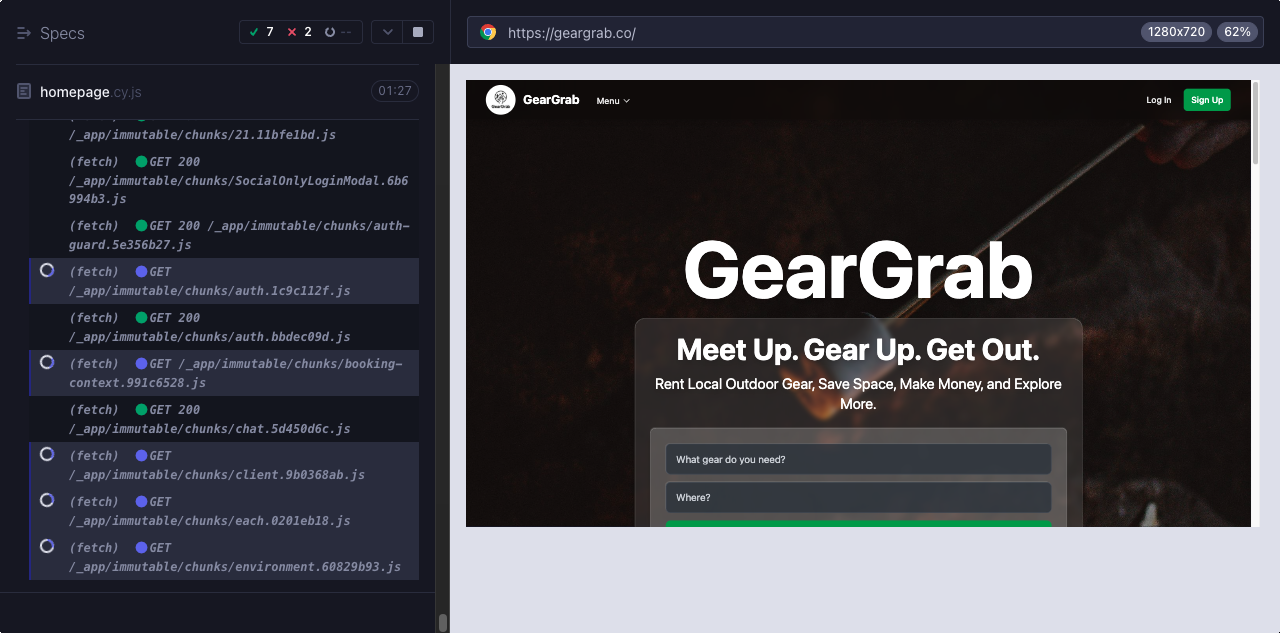 Specs
7
2
--
https://geargrab.co/
1280x720
62%
homepage.cy.js
01:27
/_app/immutable/chunks/21.11bfe1bd.js
(fetch) GET 200
/_app/immutable/chunks/SocialOnlyLoginModal.6b6
994b3.js
(fetch) GET 200 /_app/immutable/chunks/auth-
guard.5e356b27.js
(fetch) GET
/_app/immutable/chunks/auth.1c9c112f.js
(fetch) GET 200
/_app/immutable/chunks/auth.bbdec09d.js
(fetch) GET /_app/immutable/chunks/booking-
context.991c6528.js
(fetch) GET 200
/_app/immutable/chunks/chat.5d450d6c.js
(fetch) GET
/_app/immutable/chunks/client.9b0368ab.js
(fetch) GET
/_app/immutable/chunks/each.0201eb18.js
(fetch) GET
/_app/immutable/chunks/environment.60829b93.js
GearGrab
GearGrab
Menu
Log In
Sign Up
GearGrab
Meet Up. Gear Up. Get Out.
Rent Local Outdoor Gear, Save Space, Make Money, and Explore
More.
What gear do you need?
Where?